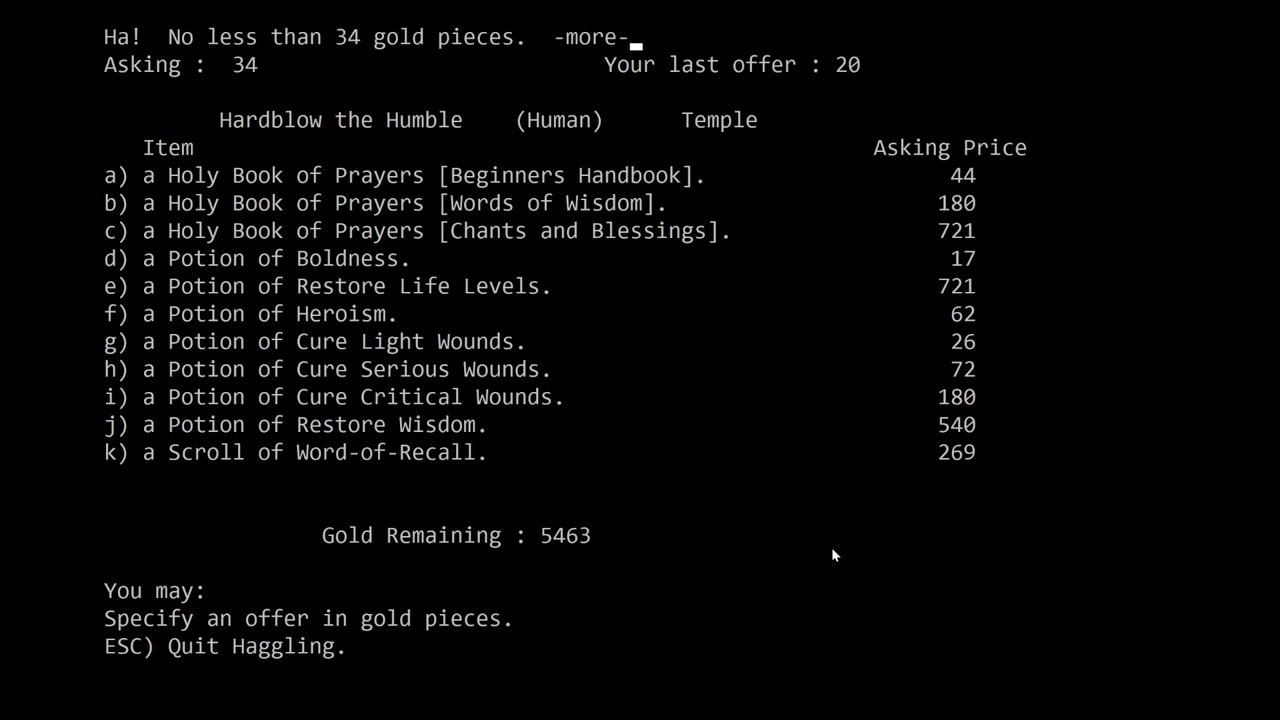 Ha!  No less than 34 gold pieces.  -more-
Asking :  34                           Your last offer : 20
Hardblow the Humble    (Human)      Temple
Item                                                     Asking Price
a) a Holy Book of Prayers [Beginners Handbook].                   44
b) a Holy Book of Prayers [Words of Wisdom].                     180
c) a Holy Book of Prayers [Chants and Blessings].                721
d) a Potion of Boldness.                                          17
e) a Potion of Restore Life Levels.                              721
f) a Potion of Heroism.                                           62
g) a Potion of Cure Light Wounds.                                 26
h) a Potion of Cure Serious Wounds.                               72
i) a Potion of Cure Critical Wounds.                             180
j) a Potion of Restore Wisdom.                                   540
k) a Scroll of Word-of-Recall.                                   269
Gold Remaining : 5463
You may:
Specify an offer in gold pieces.
ESC) Quit Haggling.